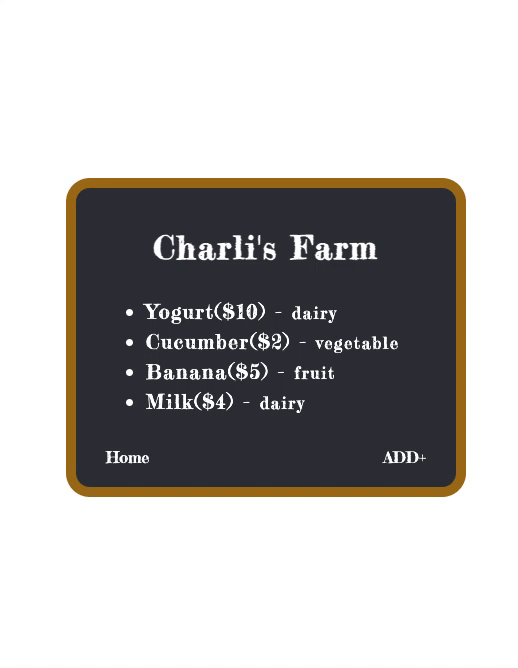 Charli's Farm
Yogurt($10) - dairy
Cucumber($2) - vegetable
Banana($5) - fruit
Milk($4) - dairy
Home ADD+